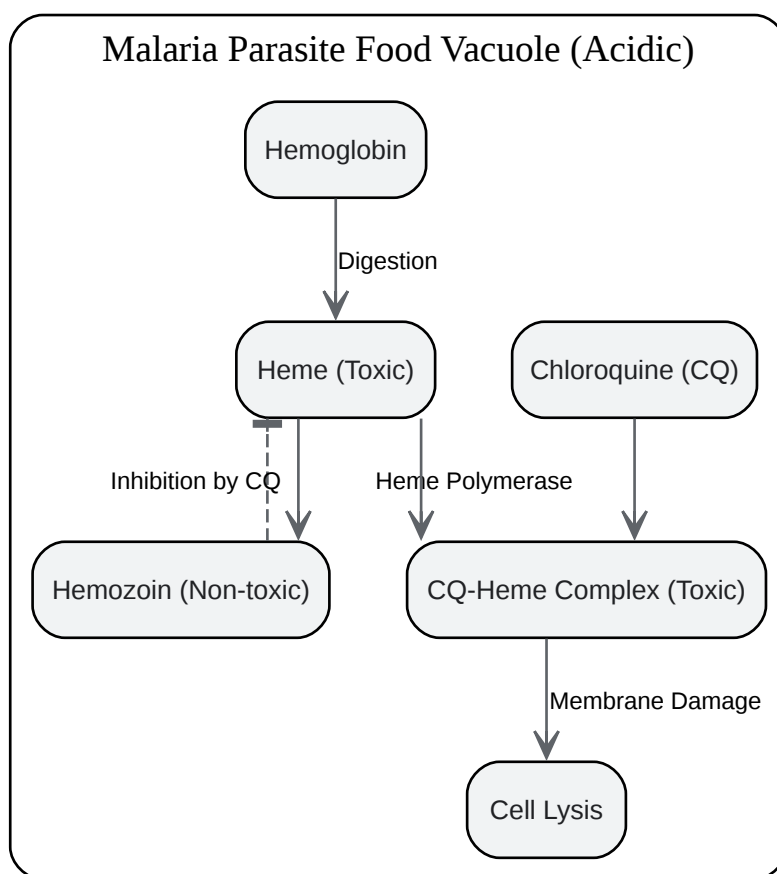 Malaria Parasite Food Vacuole (Acidic)
Hemoglobin
Digestion
Heme (Toxic)
Chloroquine (CQ)
Inhibition by CQ
Heme Polymerase
Hemozoin (Non-toxic)
CQ-Heme Complex (Toxic)
Membrane Damage
Cell Lysis